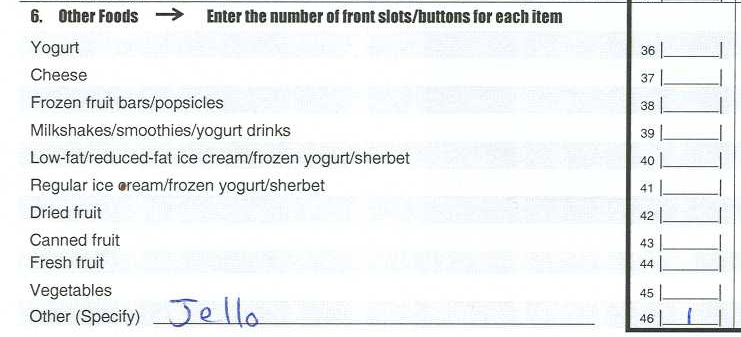 6. Other Foods → Enter the number of front slots/buttons for each item
Yogurt 36
Cheese 37
Frozen fruit bars/popsicles 38
Milkshakes/smoothies/yogurt drinks 39
Low-fat/reduced-fat ice cream/frozen yogurt/sherbet 40
Regular ice cream/frozen yogurt/sherbet 41
Dried fruit 42
Canned fruit 43
Fresh fruit 44
Vegetables 45
Other (Specify) Jello 46 1